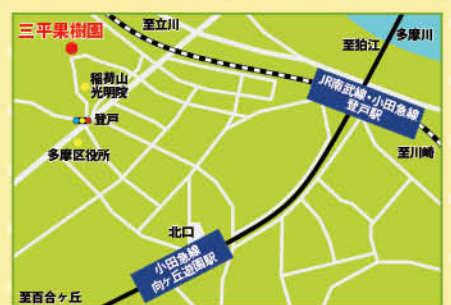 三平果樹園
至立川
多摩川
至狛江
稲荷山
光明院
JR南武線・小田急線
登戸駅
登戸
多摩区役所
至川崎
北口
小田急線
向ヶ丘遊園駅
至百合ヶ丘